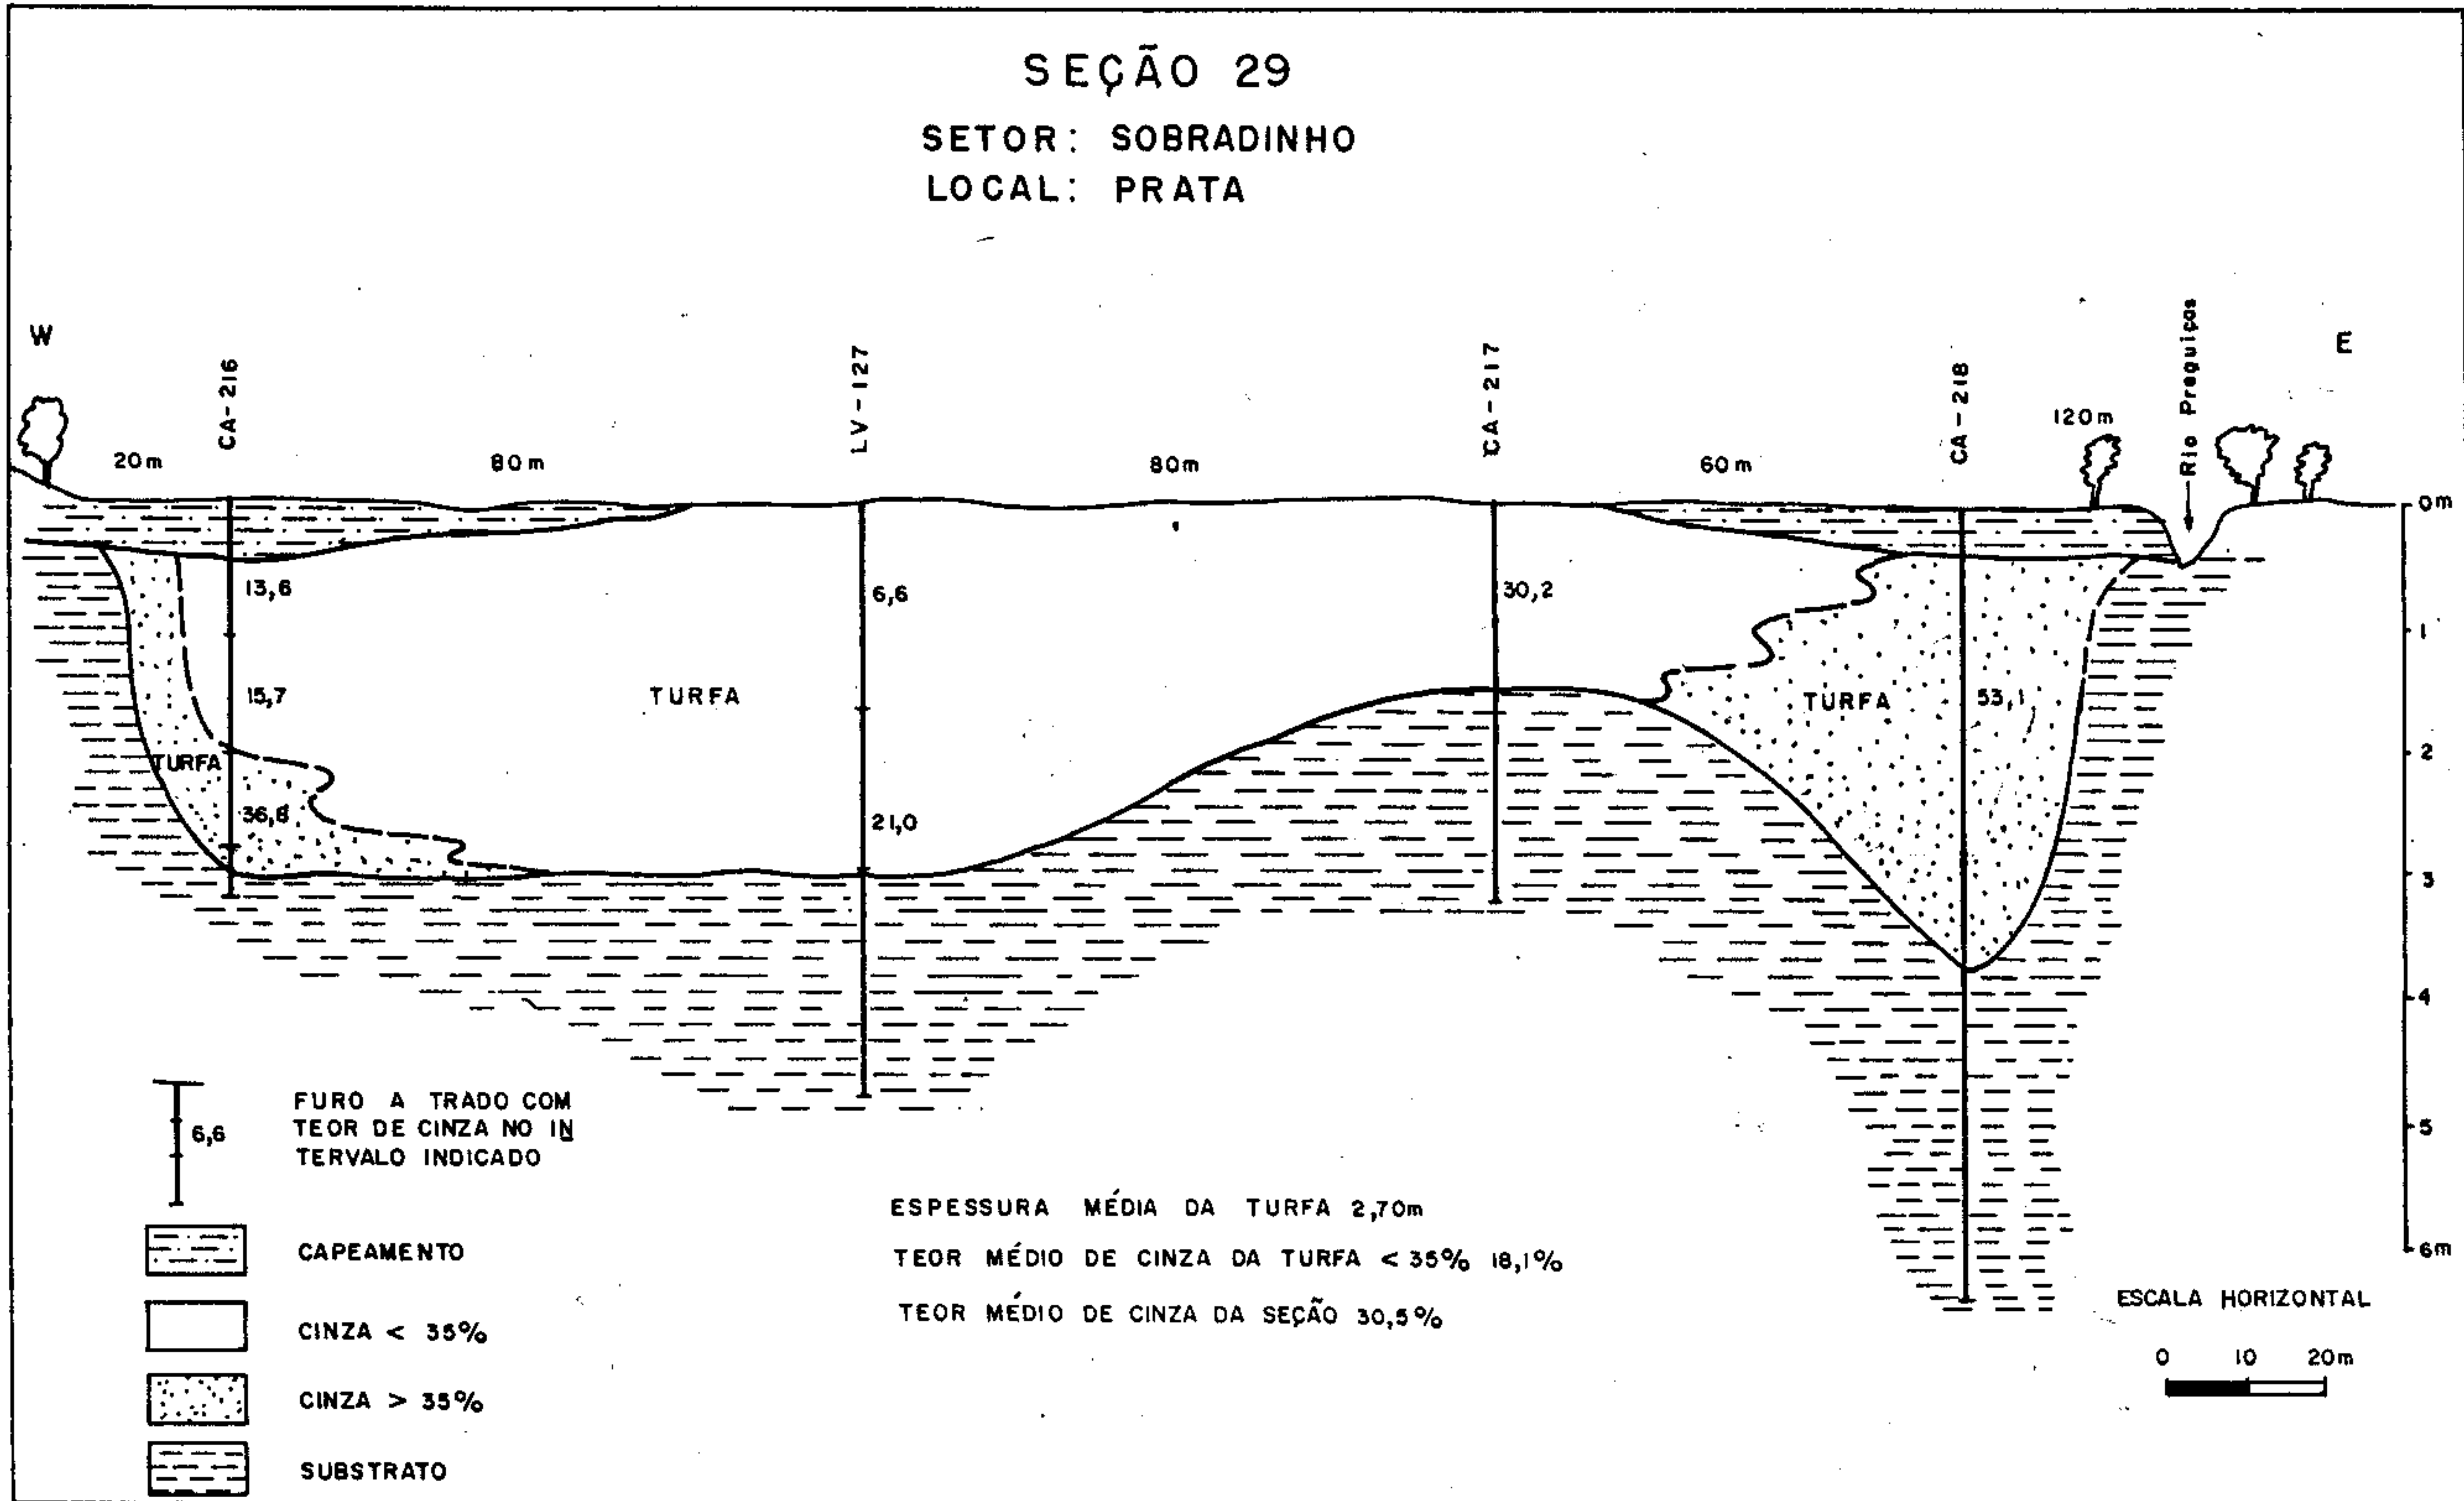 SEÇÃO 29
SETOR: SOBRADINHO
LOCAL: PRATA
W
CA-216
LV-127
CA-217
CA-218
Rio Preguiças
E
20m
80m
80m
60m
120m
0m
1
2
3
4
5
6m
13,6
15,7
TURFA
36,8
6,6
TURFA
21,0
30,2
TURFA
53,1
6,6
FURO A TRADO COM
TEOR DE CINZA NO IN
TERVALO INDICADO
CAPEAMENTO
CINZA < 35%
CINZA > 35%
SUBSTRATO
ESPESSURA MÉDIA DA TURFA 2,70m
TEOR MÉDIO DE CINZA DA TURFA < 35% 18,1%
TEOR MÉDIO DE CINZA DA SEÇÃO 30,5%
ESCALA HORIZONTAL
0 10 20m